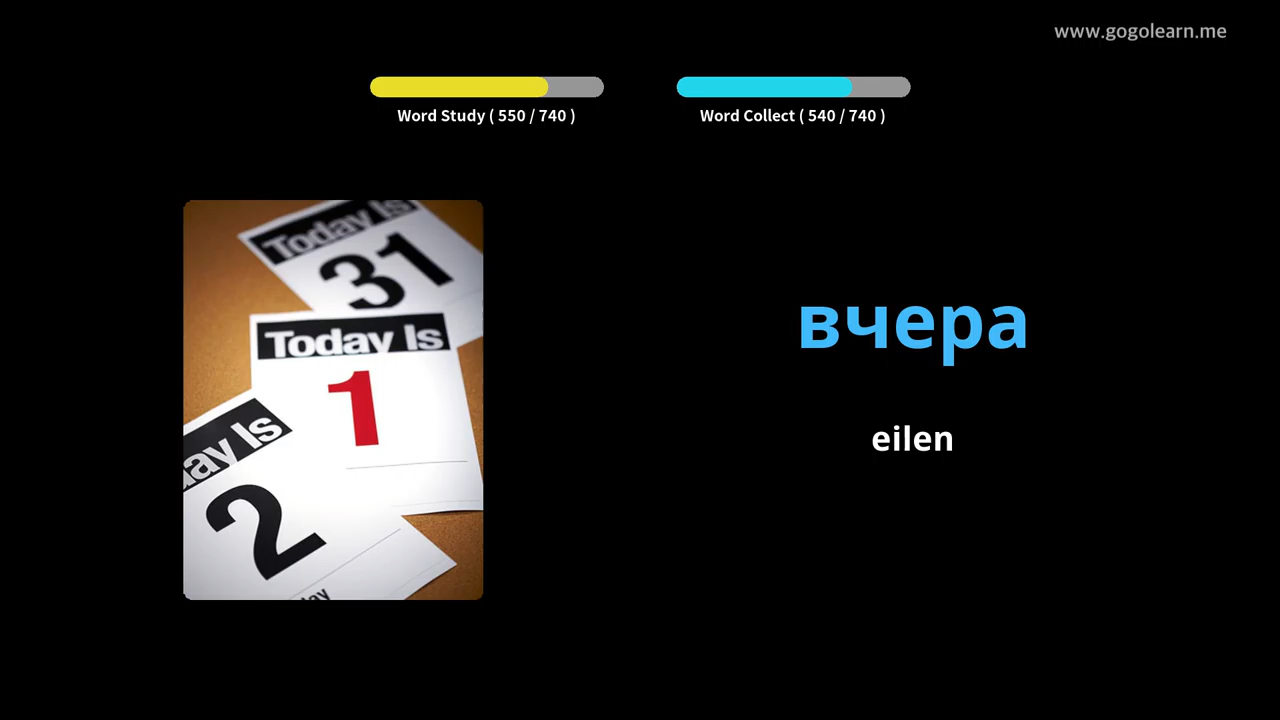 www.gogolearn.me
Word Study ( 550 / 740 )
Word Collect ( 540 / 740 )
Today Is
31
Today Is
1
ay Is
2
вчера
eilen